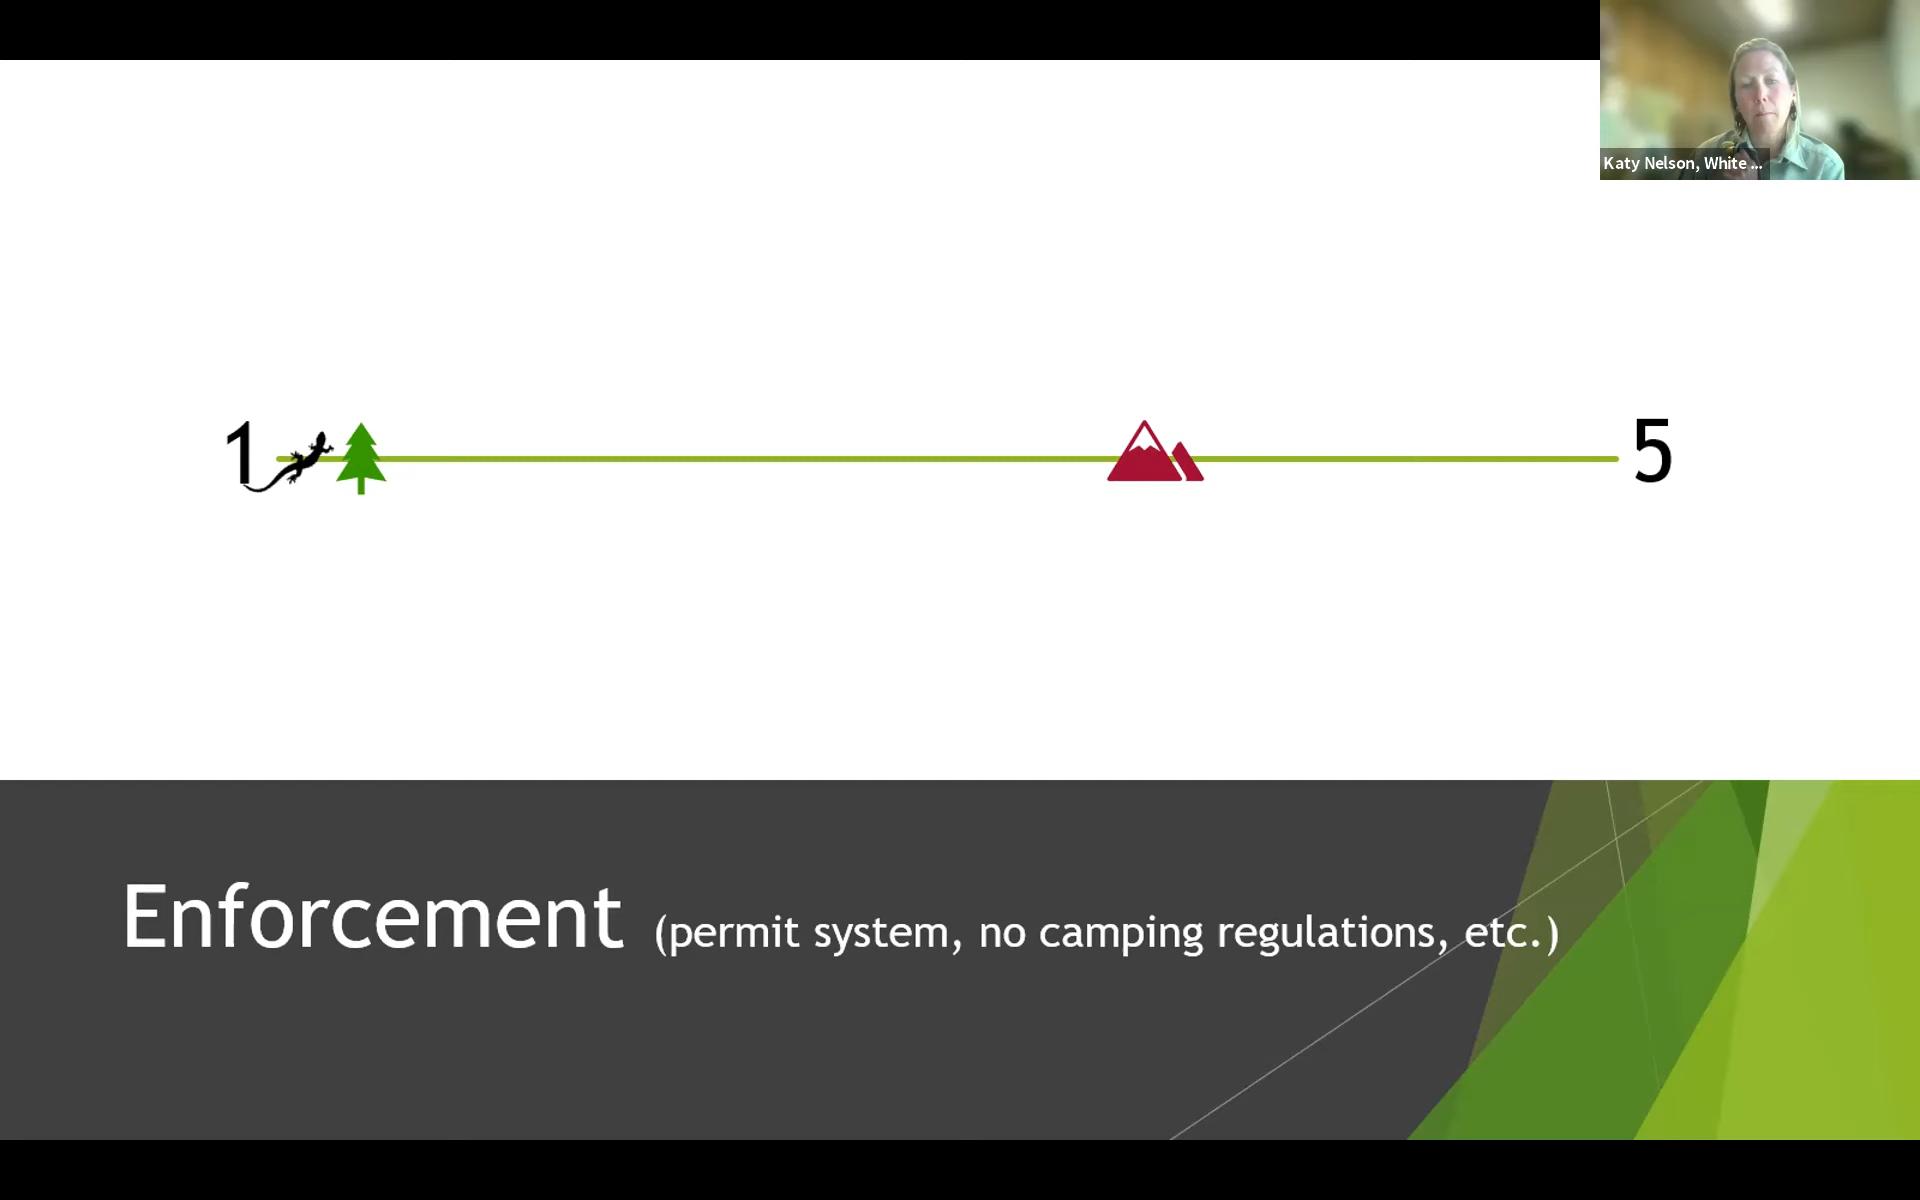 Katy Nelson, White ...
1 5
Enforcement (permit system, no camping regulations, etc.)